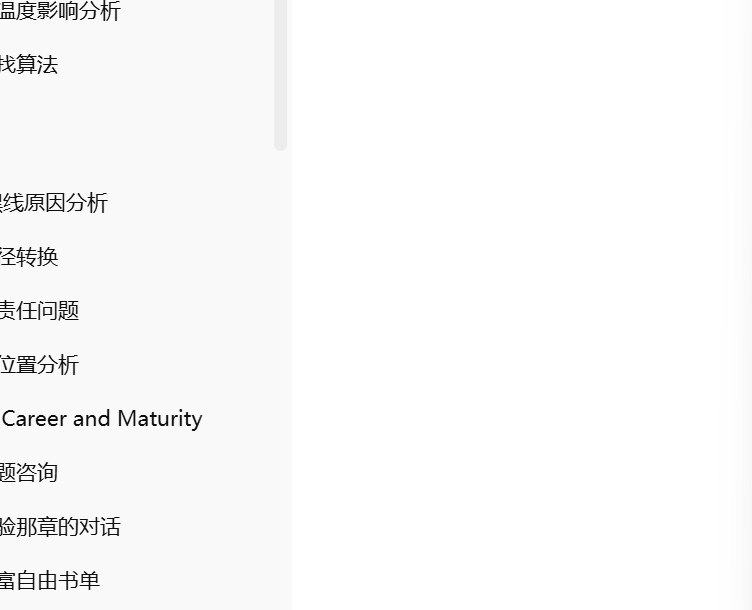 温度影响分析
找算法
线原因分析
径转换
责任问题
位置分析
Career and Maturity
题咨询
验那章的对话
富自由书单